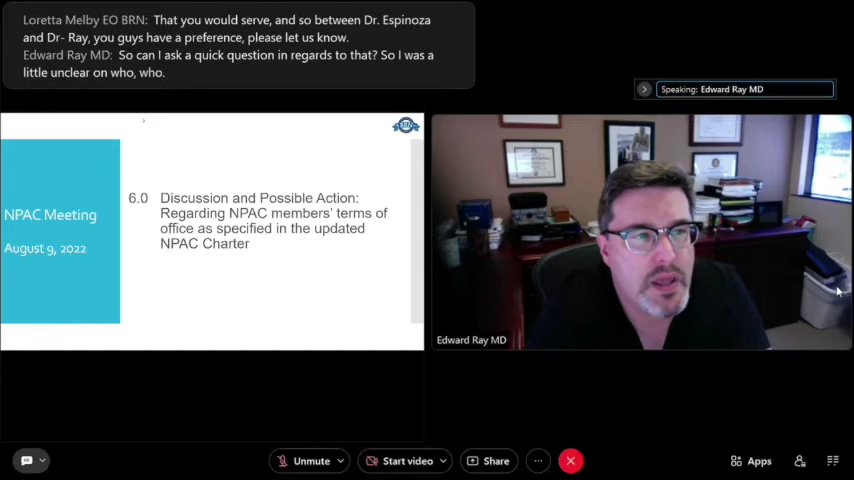 Loretta Melby EO BRN: That you would serve, and so between Dr. Espinoza
and Dr- Ray, you guys have a preference, please let us know.
Edward Ray MD: So can I ask a quick question in regards to that? So I was a
little unclear on who, who.
Speaking: Edward Ray MD
NPAC Meeting
August 9, 2022
6.0 Discussion and Possible Action:
Regarding NPAC members' terms of
office as specified in the updated
NPAC Charter
Edward Ray MD
Unmute
Start video
Share
Apps